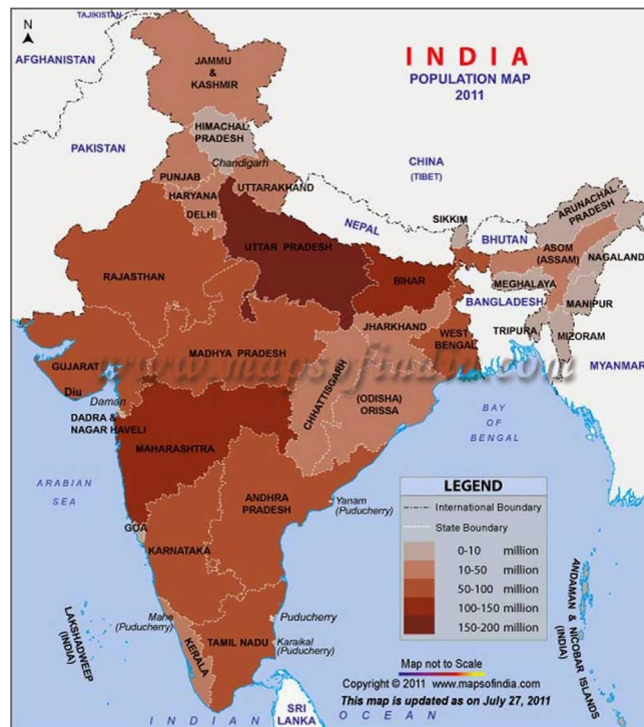 TAJIKISTAN
N
AFGHANISTAN
INDIA
POPULATION MAP
2011
JAMMU
&
KASHMIR
HIMACHAL
PRADESH
PAKISTAN
Chandigarh
PUNJAB
CHINA
(TIBET)
UTTARAKHAND
HARYANA
DELHI
ARUNACHAL
PRADESH
NEPAL
SIKKIM
BHUTAN
UTTAR PRADESH
ASOM
(ASSAM)
NAGALAND
RAJASTHAN
BIHAR
MEGHALAYA
BANGLADESH
MANIPUR
JHARKHAND
WEST
BENGAL
TRIPURA
MIZORAM
MADHYA PRADESH
GUJARAT
www.mapsofindia.com
MYANMAR
CHHATTISGARH
(ODISHA)
ORISSA
Diu
Daman
DADRA &
NAGAR HAVELI
MAHARASHTRA
BAY
OF
BENGAL
ARABIAN
SEA
ANDHRA
PRADESH
Yanam
(Puducherry)
GOA
KARNATAKA
LEGEND
International Boundary
State Boundary
0-10 million
10-50 million
50-100 million
100-150 million
150-200 million
ANDAMAN & NICOBAR ISLANDS
(INDIA)
LAKSHADWEEP
(INDIA)
Mahe
(Puducherry)
Puducherry
KERALA
TAMIL NADU
Karaikal
(Puducherry)
Map not to Scale
Copyright © 2011 www.mapsofindia.com
This map is updated as on July 27, 2011
SRI
LANKA
INDIAN OCEAN